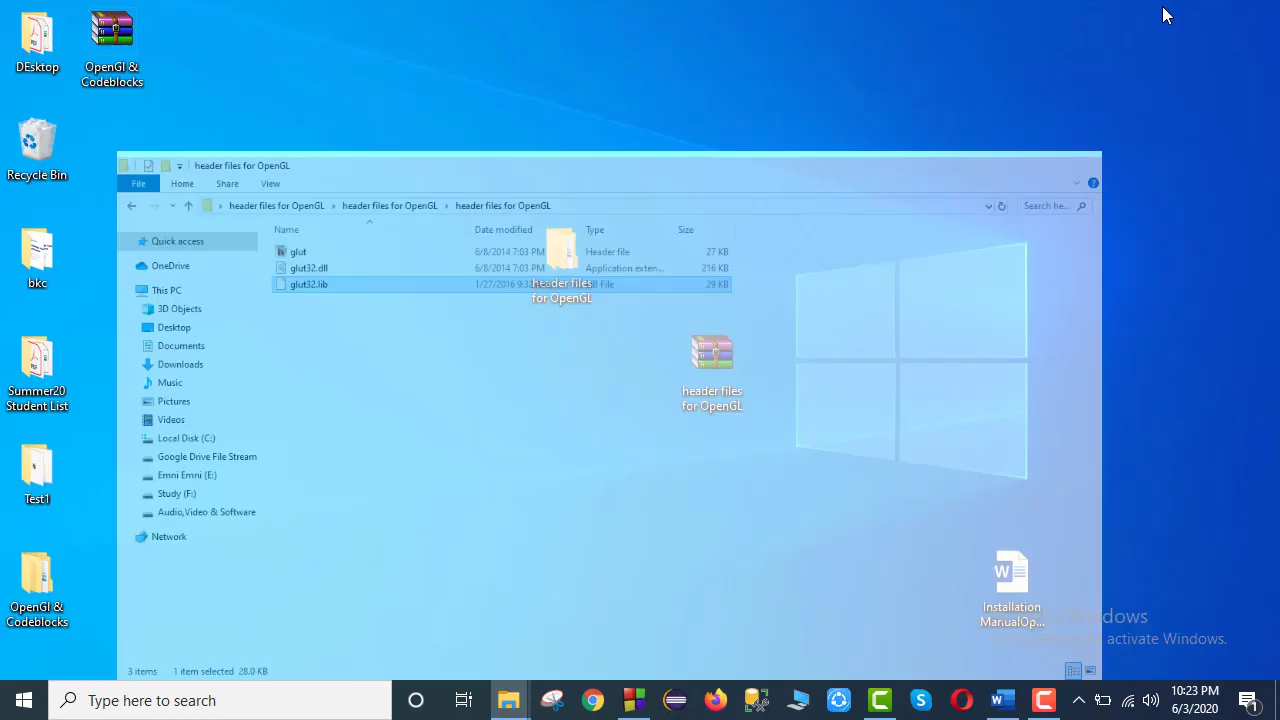 DEsktop
OpenGl &
Codeblocks
Recycle Bin
bkc
Summer20
Student List
Test1
OpenGl &
Codeblocks
header files for OpenGL
File Home Share View
header files for OpenGL > header files for OpenGL > header files for OpenGL
Search he...
Name Date modified Type Size
glut 6/8/2014 7:03 PM Header file 27 KB
glut32.dll 6/8/2014 7:03 PM Application exten... 216 KB
glut32.lib 1/27/2016 File 29 KB
Quick access
OneDrive
This PC
3D Objects
Desktop
Documents
Downloads
Music
Pictures
Videos
Local Disk (C:)
Google Drive File Stream
Emni Emni (E:)
Study (F:)
Audio,Video & Software
Network
3 items 1 item selected 28.0 KB
header files
for OpenGL
header files
for OpenGL
Installation
ManualOp...
Windows
activate Windows.
Type here to search
10:23 PM
6/3/2020
1